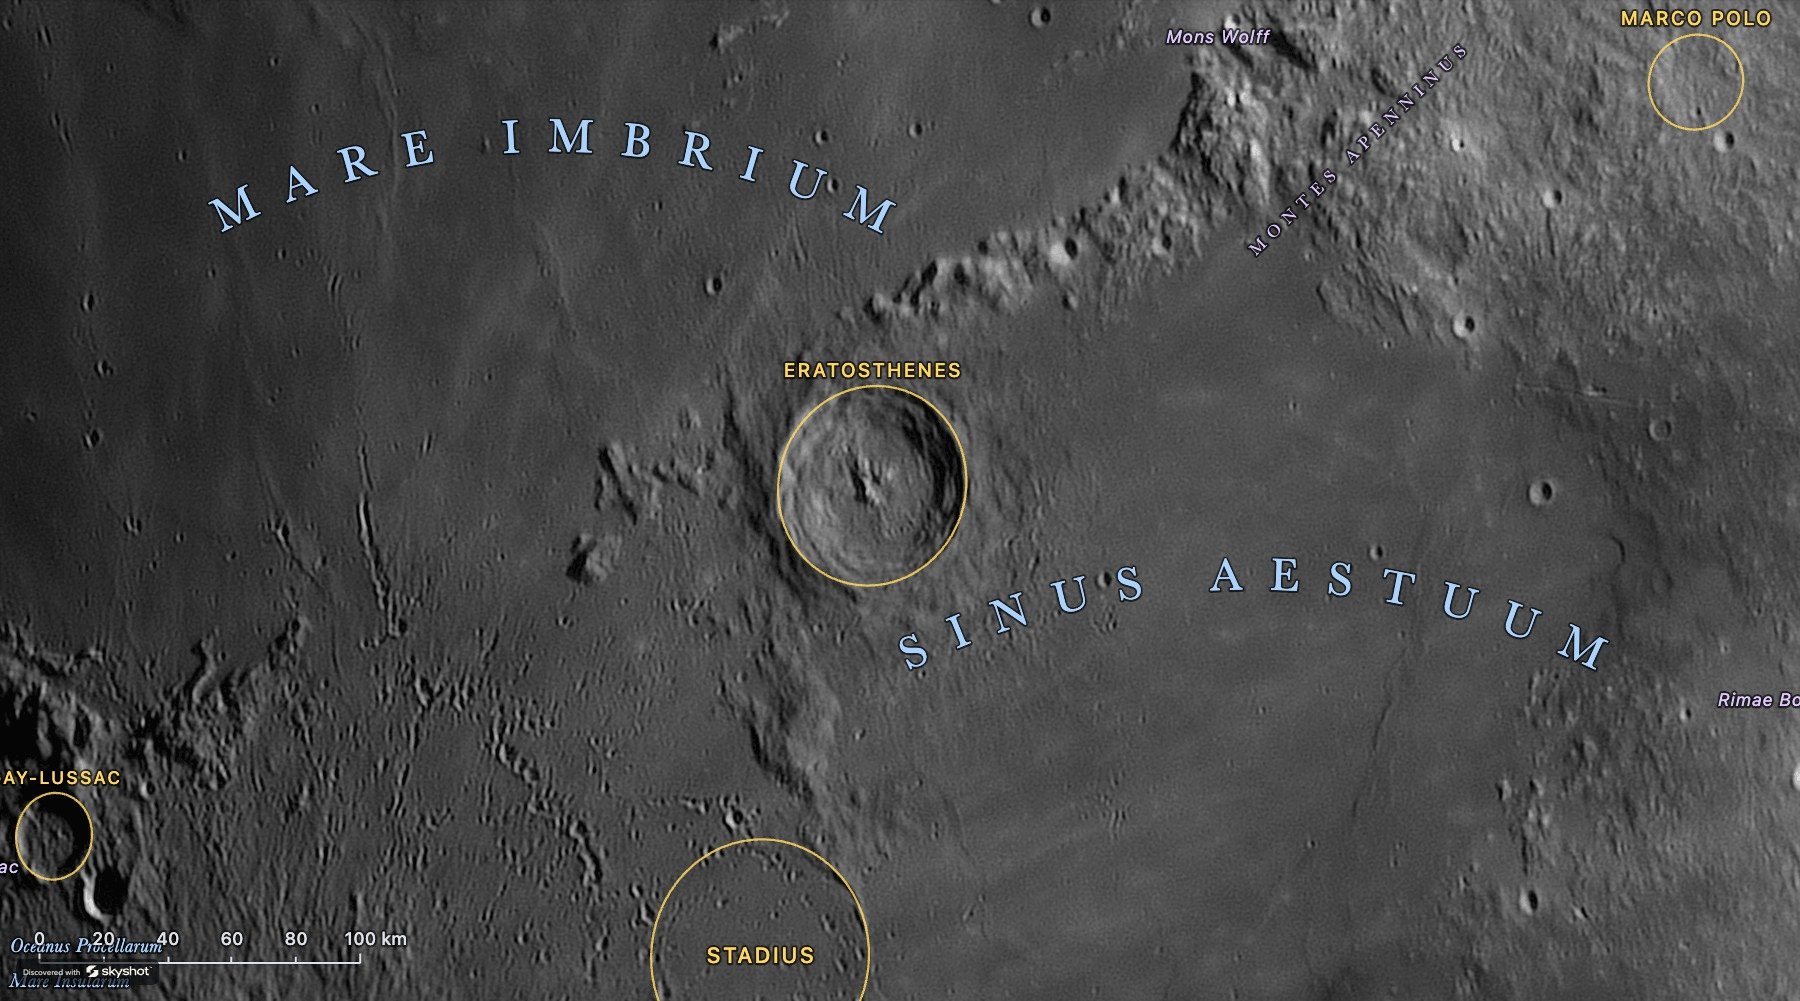 MARCO POLO
Mons Wolff
MONTES APENNINUS
MARE IMBRIUM
ERATOSTHENES
SINUS AESTUUM
Rimae Bo
AY-LUSSAC
ac
STADIUS
0 20 40 60 80 100 km
Oceanus Procellarum
Discovered with skyshot
Mare Insularum